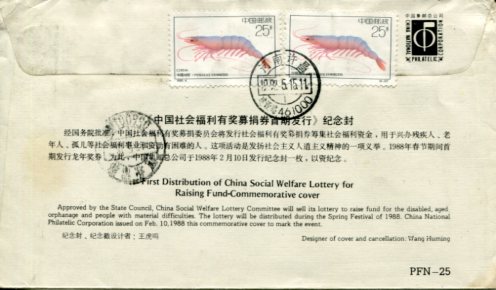 中国邮政 25分
中国邮政 25分
中国集邮总公司
CHINA NATIONAL
PHILATELIC
CORPORATION
河南许昌
461000
《中国社会福利有奖募捐券首期发行》纪念封
经国务院批准，中国社会福利有奖募捐委员会将发行社会福利有奖募捐券筹集社会福利资金，用于兴办残疾人、老
年人、孤儿等社会福利事业和帮助有困难的人。这项活动是发扬社会主义人道主义精神的一项义举。1988年春节期间首
期发行龙年奖券。为此，中国集邮总公司于1988年2月10日发行纪念封一枚，以资纪念。
First Distribution of China Social Welfare Lottery for
Raising Fund-Commemorative cover
Approved by the State Council, China Social Welfare Lottery Committee will sell its lottery to raise fund for the disabled, aged
orphanage and people with material difficulties. The lottery will be distributed during the Spring Festival of 1988. China National
Philatelic Corporation issued on Feb. 10,1988 this commemorative cover to mark the event.
纪念封、纪念戳设计者：王虎鸣
Designer of cover and cancellation: Wang Huming
PFN-25